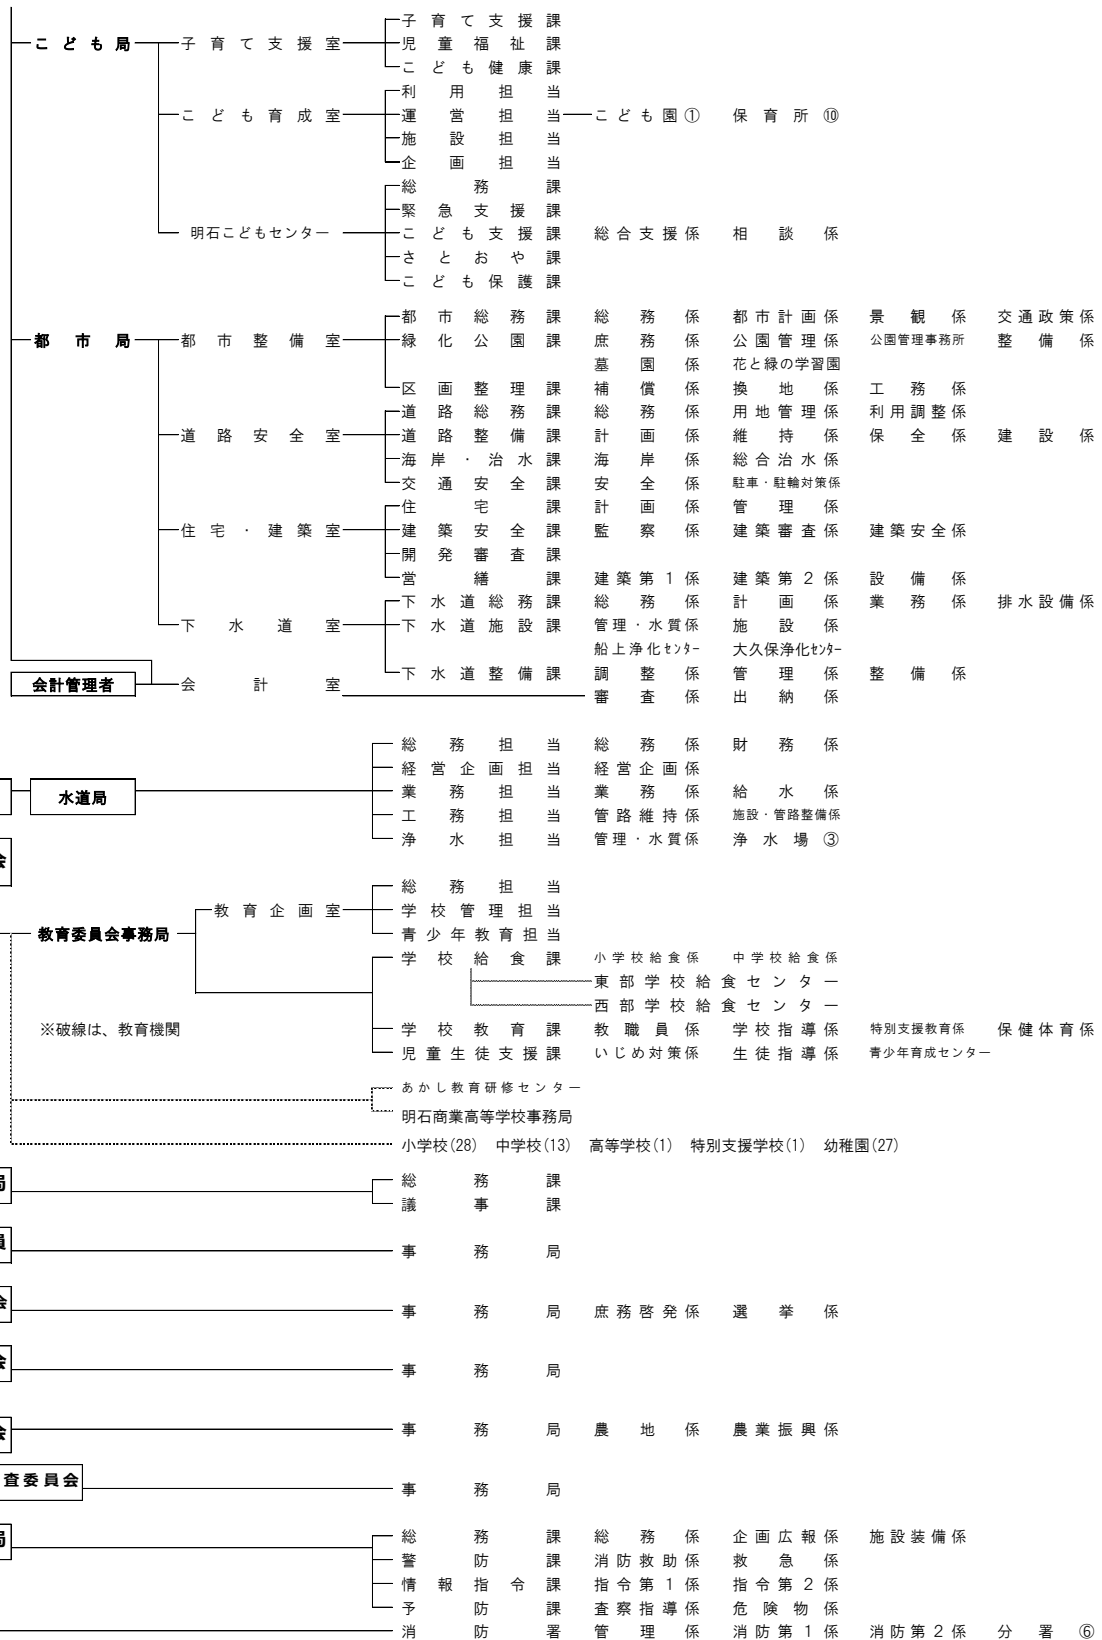 子育て支援課
こども局 子育て支援室 児童福祉課
こども健康課
利用担当
こども育成室 運営担当 こども園① 保育所⑩
施設担当
企画担当
総務課
緊急支援課
明石こどもセンター こども支援課 総合支援係 相談係
さとおや課
こども保護課
都市総務課 総務係 都市計画係 景観係 交通政策係
都市局 都市整備室 緑化公園課 庶務係 公園管理係 公園管理事務所 整備係
墓園係 花と緑の学習園
区画整理課 補償係 換地係 工務係
道路総務課 総務係 用地管理係 利用調整係
道路安全室 道路整備課 計画係 維持係 保全係 建設係
海岸・治水課 海岸係 総合治水係
交通安全課 安全係 駐車・駐輪対策係
住宅課 計画係 管理係
住宅・建築室 建築安全課 監察係 建築審査係 建築安全係
開発審査課
営繕課 建築第1係 建築第2係 設備係
下水道総務課 総務係 計画係 業務係 排水設備係
下水道室 下水道施設課 管理・水質係 施設係
船上浄化センター 大久保浄化センター
下水道整備課 調整係 管理係 整備係
会計管理者 会計室
審査係 出納係
総務担当 総務係 財務係
経営企画担当 経営企画係
水道局 業務担当 業務係 給水係
工務担当 管路維持係 施設・管路整備係
浄水担当 管理・水質係 浄水場③
会
総務担当
教育企画室 学校管理担当
教育委員会事務局 青少年教育担当
学校給食課 小学校給食係 中学校給食係
東部学校給食センター
西部学校給食センター
※破線は、教育機関 学校教育課 教職員係 学校指導係 特別支援教育係 保健体育係
児童生徒支援課 いじめ対策係 生徒指導係 青少年育成センター
あかし教育研修センター
明石商業高等学校事務局
小学校(28) 中学校(13) 高等学校(1) 特別支援学校(1) 幼稚園(27)
局 総務課
議事課
員 事務局
会 事務局 庶務啓発係 選挙係
会 事務局
会 事務局 農地係 農業振興係
査委員会 事務局
局 総務課 総務係 企画広報係 施設装備係
警防課 消防救助係 救急係
情報指令課 指令第1係 指令第2係
予防課 査察指導係 危険物係
消防署 管理係 消防第1係 消防第2係 分署⑥